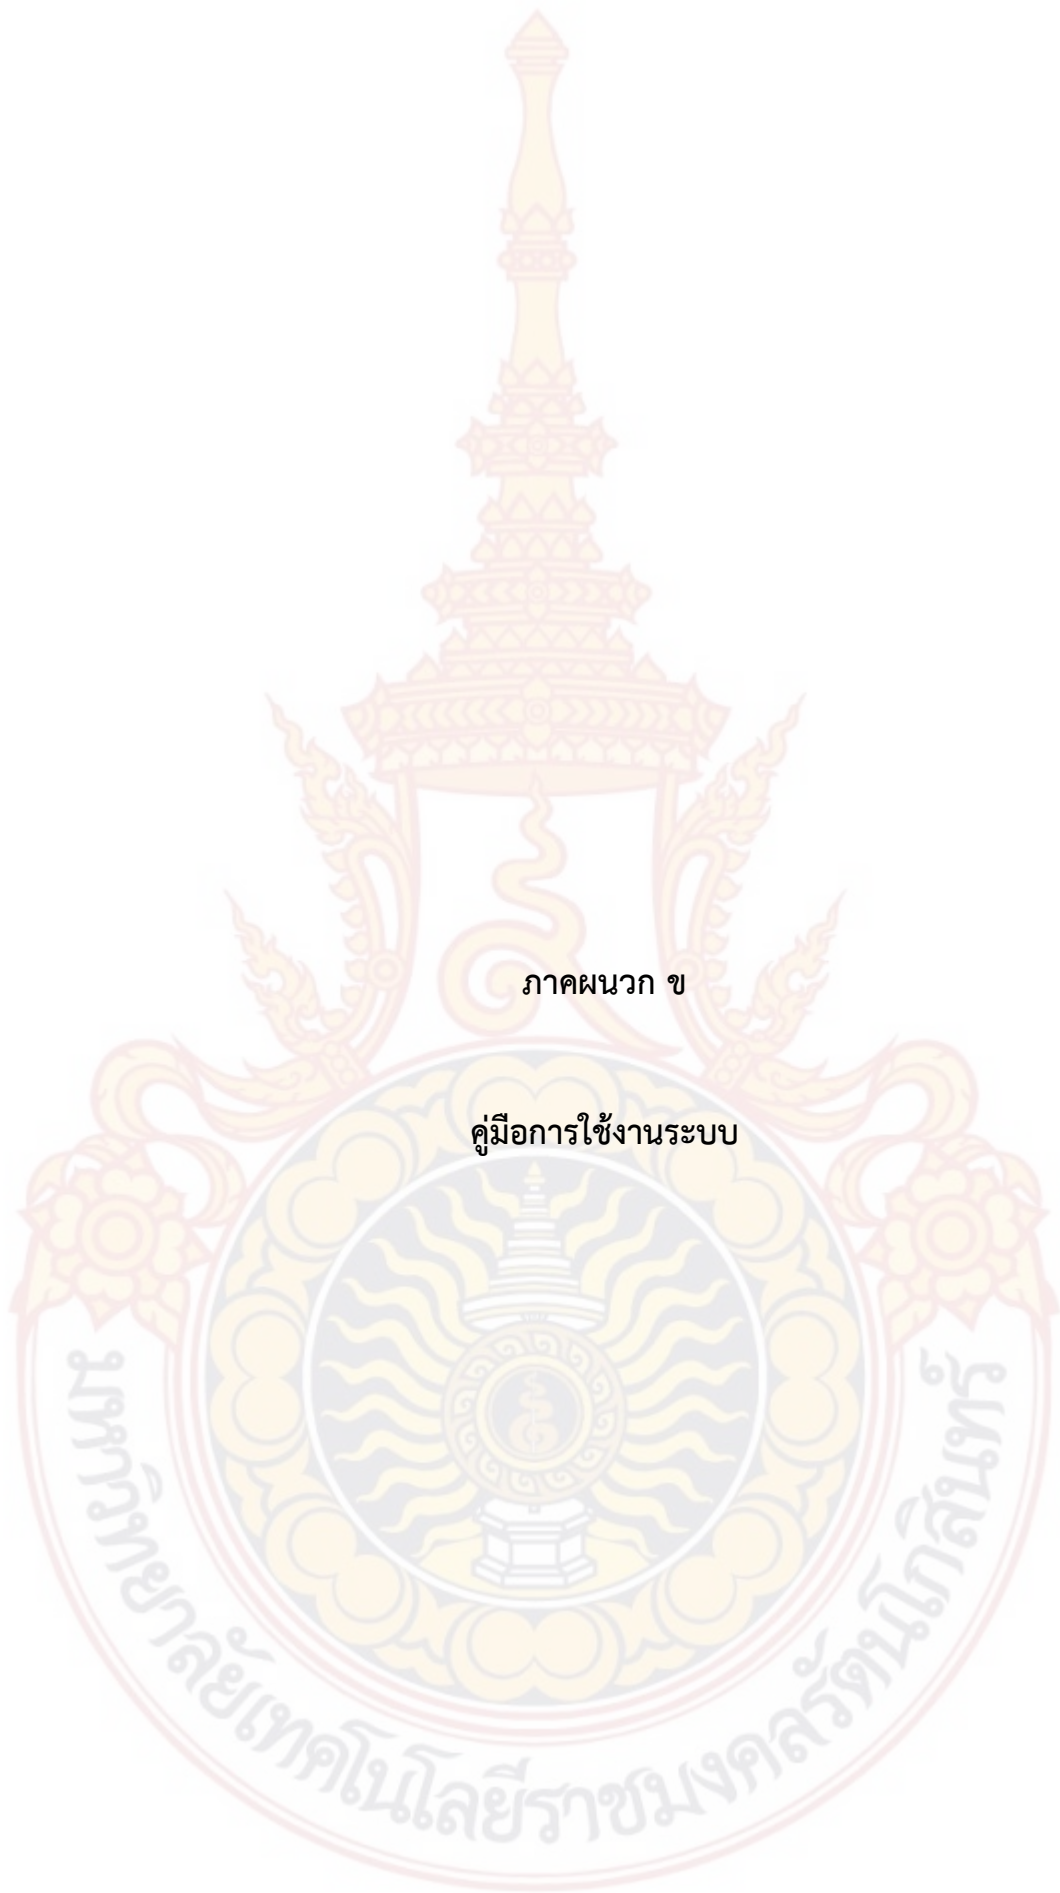 ภาคผนวก ข
คู่มือการใช้งานระบบ
มหาวิทยาลัยเทคโนโลยีราชมงคลรัตนโกสินทร์